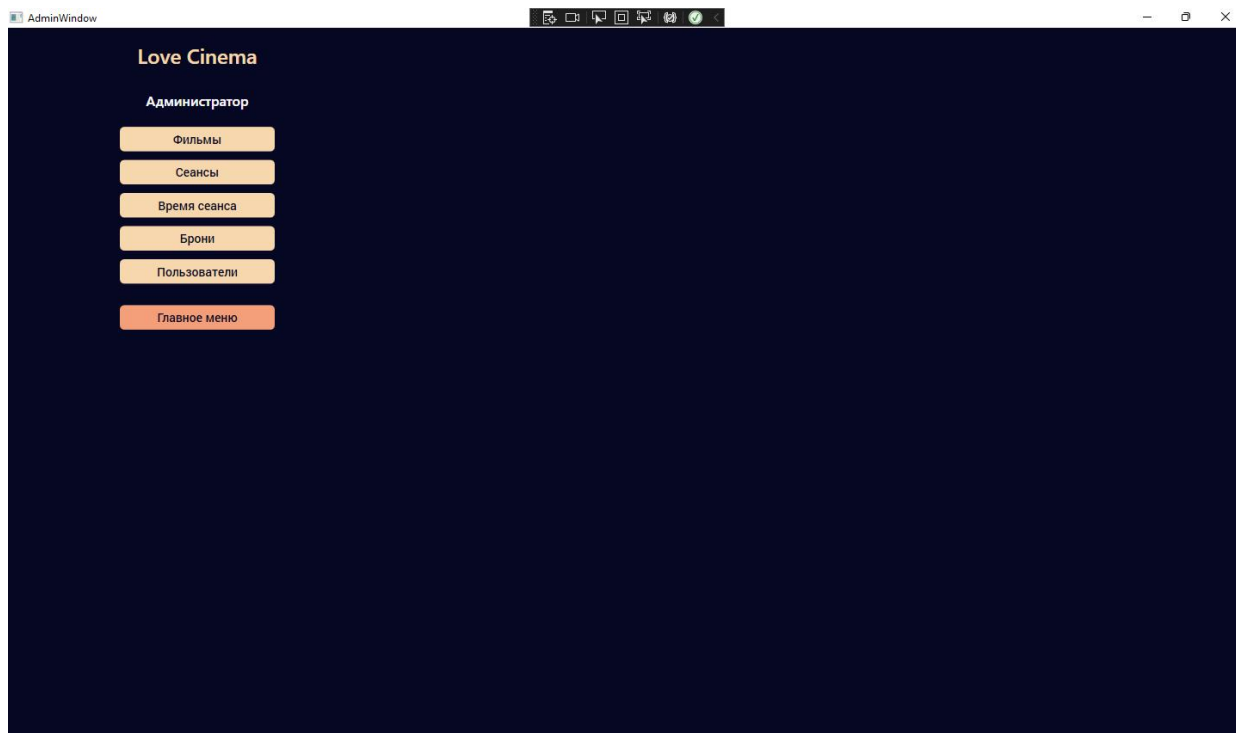 AdminWindow
Love Cinema
Администратор
Фильмы
Сеансы
Время сеанса
Брони
Пользователи
Главное меню